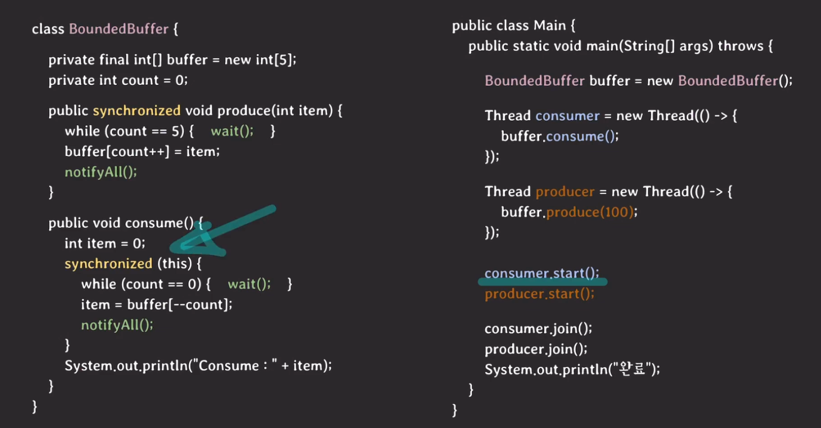 class BoundedBuffer {
private final int[] buffer = new int[5];
private int count = 0;
public synchronized void produce(int item) {
while (count == 5) { wait(); }
buffer[count++] = item;
notifyAll();
}
public void consume() {
int item = 0;
synchronized (this) {
while (count == 0) { wait(); }
item = buffer[--count];
notifyAll();
}
System.out.println("Consume : " + item);
}
}
public class Main {
public static void main(String[] args) throws {
BoundedBuffer buffer = new BoundedBuffer();
Thread consumer = new Thread(() -> {
buffer.consume();
});
Thread producer = new Thread(() -> {
buffer.produce(100);
});
consumer.start();
producer.start();
consumer.join();
producer.join();
System.out.println("완료");
}
}